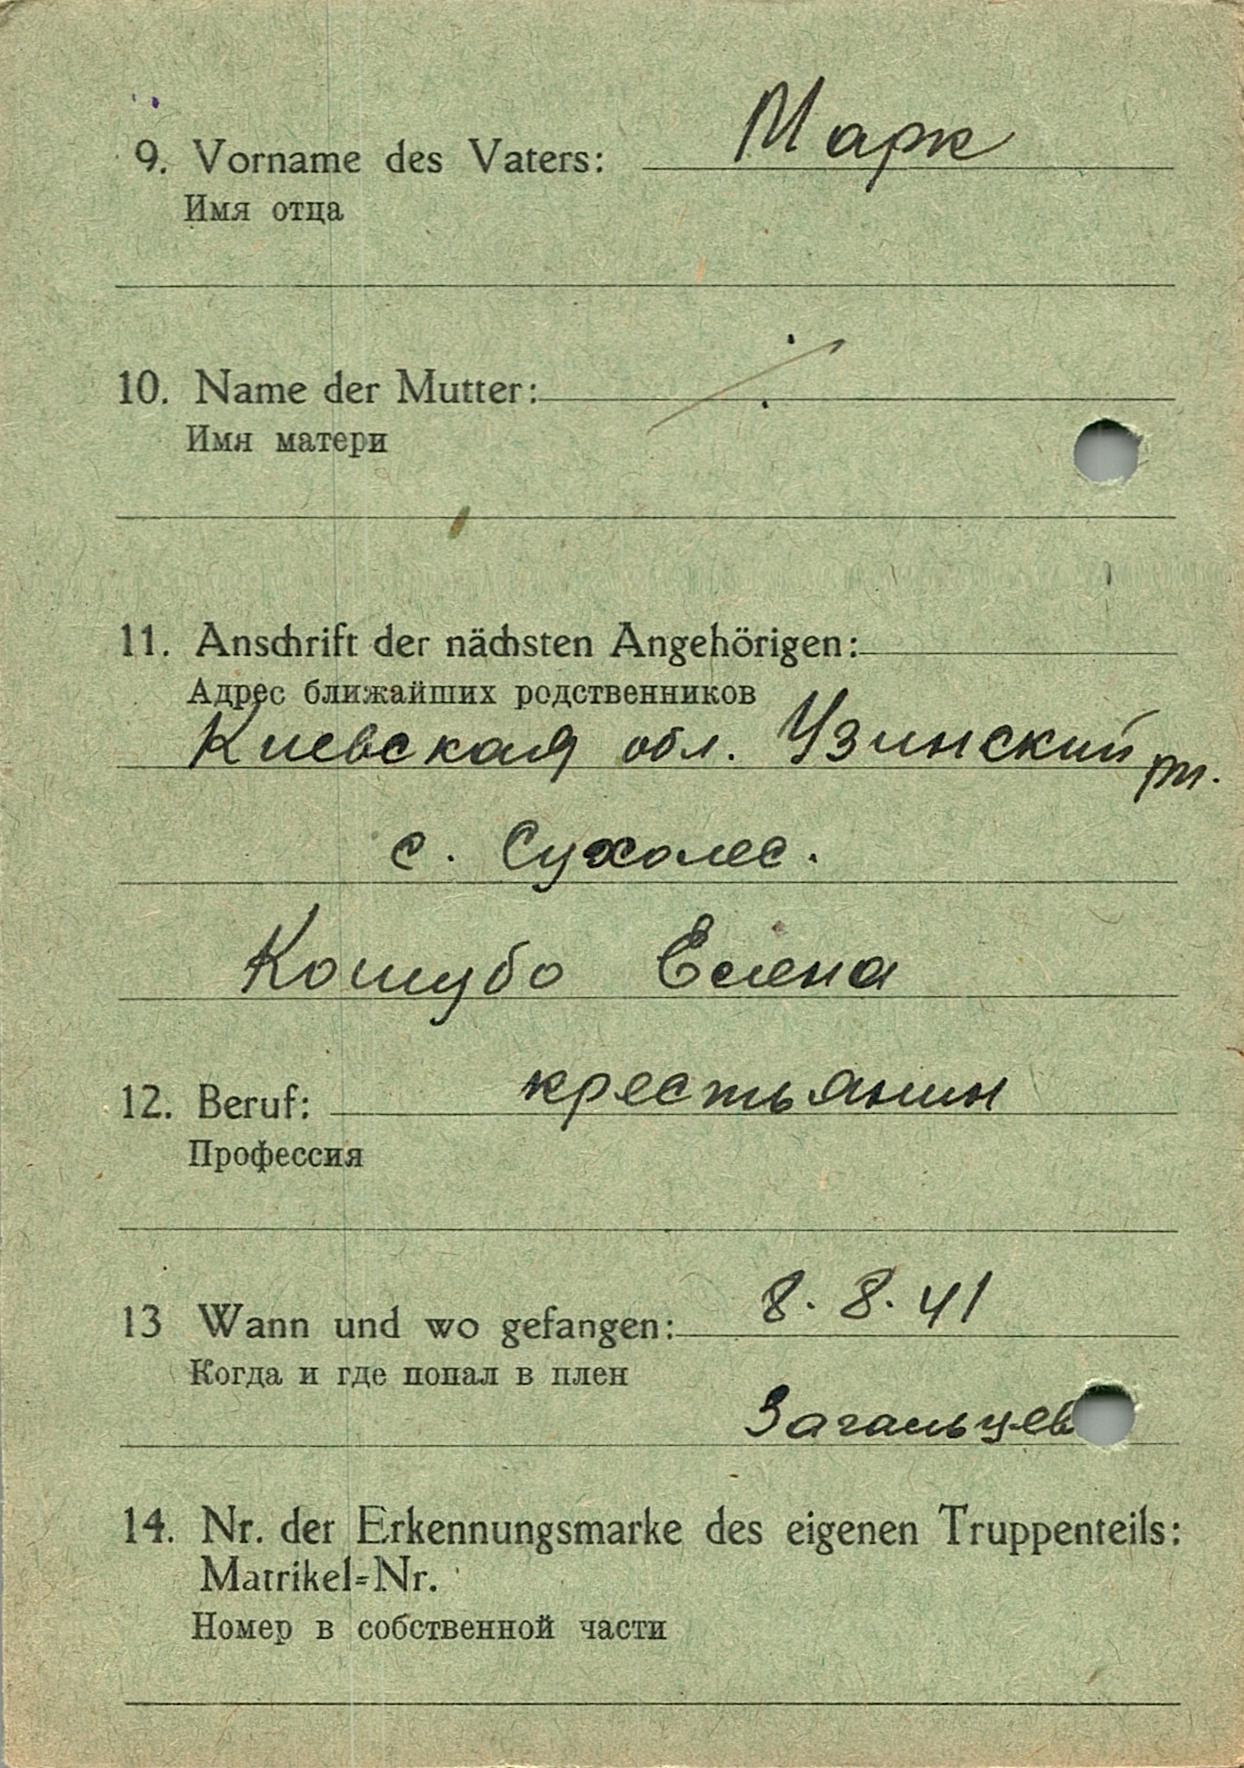 9. Vorname des Vaters: Марк
Имя отца
10. Name der Mutter:
Имя матери
11. Anschrift der nächsten Angehörigen:
Адрес ближайших родственников
Киевская обл. Узинский рн.
с. Сухолес.
Кошубо Елена
12. Beruf: крестьянин
Профессия
13 Wann und wo gefangen: 8. 8. 41
Когда и где попал в плен
Загальцев
14. Nr. der Erkennungsmarke des eigenen Truppenteils:
Matrikel=Nr.
Номер в собственной части